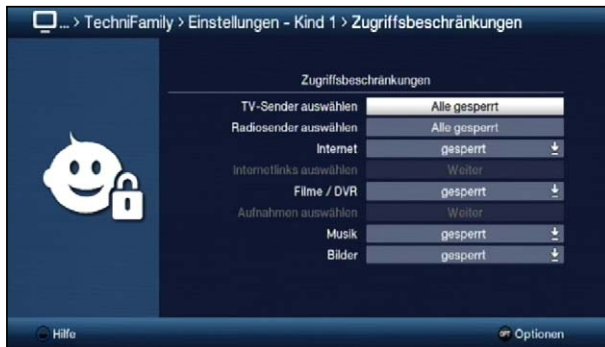 ... > TechniFamily > Einstellungen - Kind 1 > Zugriffsbeschränkungen
Zugriffsbeschränkungen
TV-Sender auswählen Alle gesperrt
Radiosender auswählen Alle gesperrt
Internet gesperrt
Internetlinks auswählen Weiter
Filme / DVR gesperrt
Aufnahmen auswählen Weiter
Musik gesperrt
Bilder gesperrt
Hilfe OPT Optionen